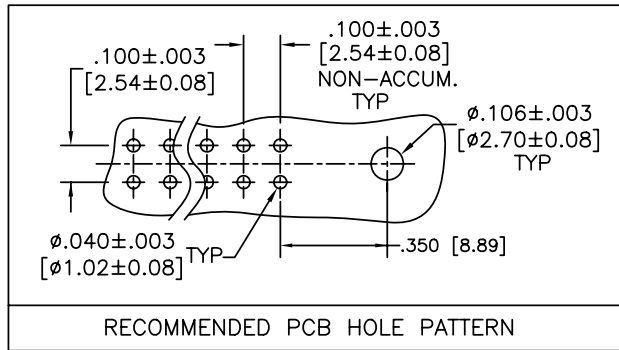 .100±.003
[2.54±0.08]
.100±.003
[2.54±0.08]
NON-ACCUM.
TYP
ø.106±.003
[ø2.70±0.08]
TYP
ø.040±.003
[ø1.02±0.08]
TYP
.350 [8.89]
RECOMMENDED PCB HOLE PATTERN